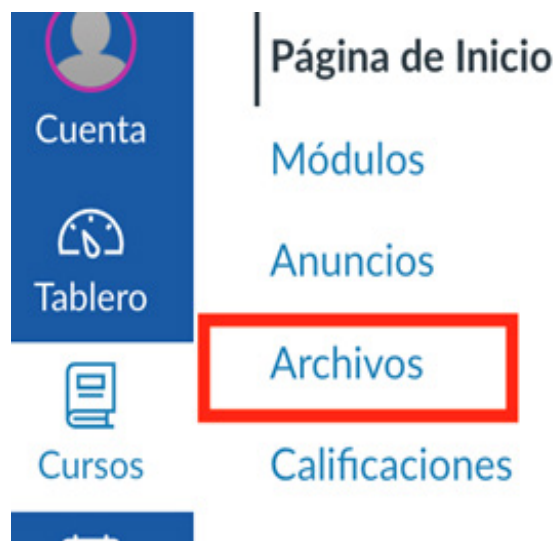 Cuenta
Tablero
Cursos
Página de Inicio
Módulos
Anuncios
Archivos
Calificaciones